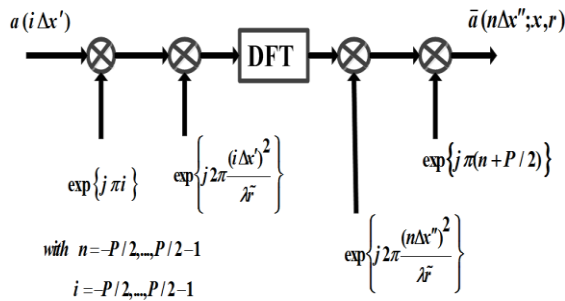 a(iΔx′)
ā(nΔx″;x,r)
DFT
exp{jπi}
exp{j2π (iΔx′)² / λr̃}
exp{jπ(n+P/2)}
exp{j2π (nΔx″)² / λr̃}
with n=-P/2,...,P/2-1
i=-P/2,...,P/2-1